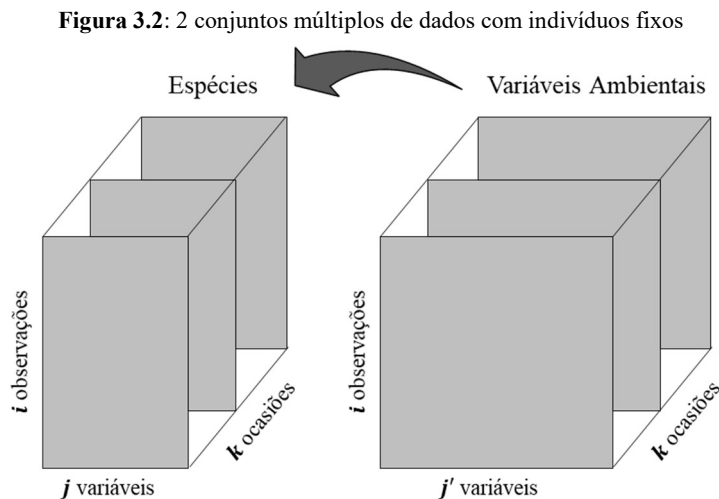 Figura 3.2: 2 conjuntos múltiplos de dados com indivíduos fixos
Espécies
Variáveis Ambientais
i observações
k ocasiões
j variáveis
i observações
k ocasiões
j' variáveis